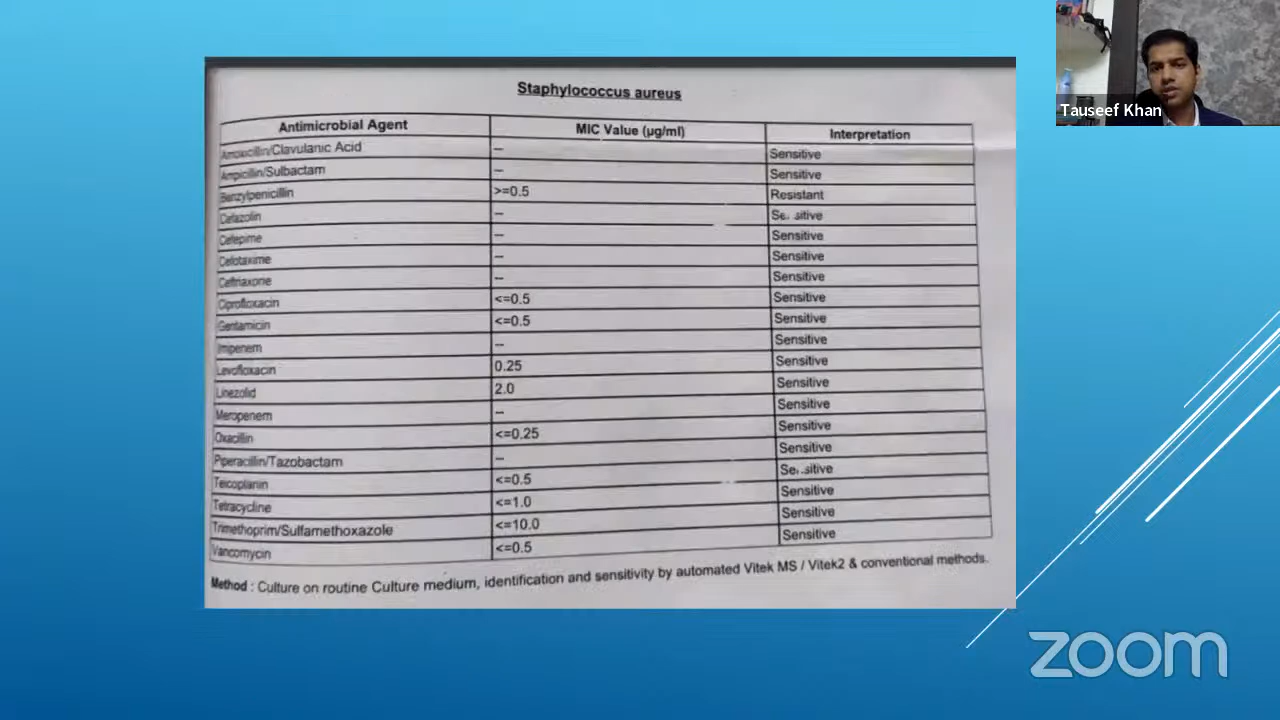 Staphylococcus aureus
Antimicrobial Agent MIC Value (µg/ml) Interpretation
Amoxicillin/Clavulanic Acid -- Sensitive
Ampicillin/Sulbactam -- Sensitive
Benzylpenicillin >=0.5 Resistant
Cefazolin -- Sensitive
Cefepime -- Sensitive
Cefotaxime -- Sensitive
Ceftriaxone -- Sensitive
Ciprofloxacin <=0.5 Sensitive
Gentamicin <=0.5 Sensitive
Imipenem -- Sensitive
Levofloxacin 0.25 Sensitive
Linezolid 2.0 Sensitive
Meropenem -- Sensitive
Oxacillin <=0.25 Sensitive
Piperacillin/Tazobactam -- Sensitive
Teicoplanin <=0.5 Sensitive
Tetracycline <=1.0 Sensitive
Trimethoprim/Sulfamethoxazole <=10.0 Sensitive
Vancomycin <=0.5 Sensitive
Method : Culture on routine Culture medium, identification and sensitivity by automated Vitek MS / Vitek2 & conventional methods.
Tauseef Khan
zoom